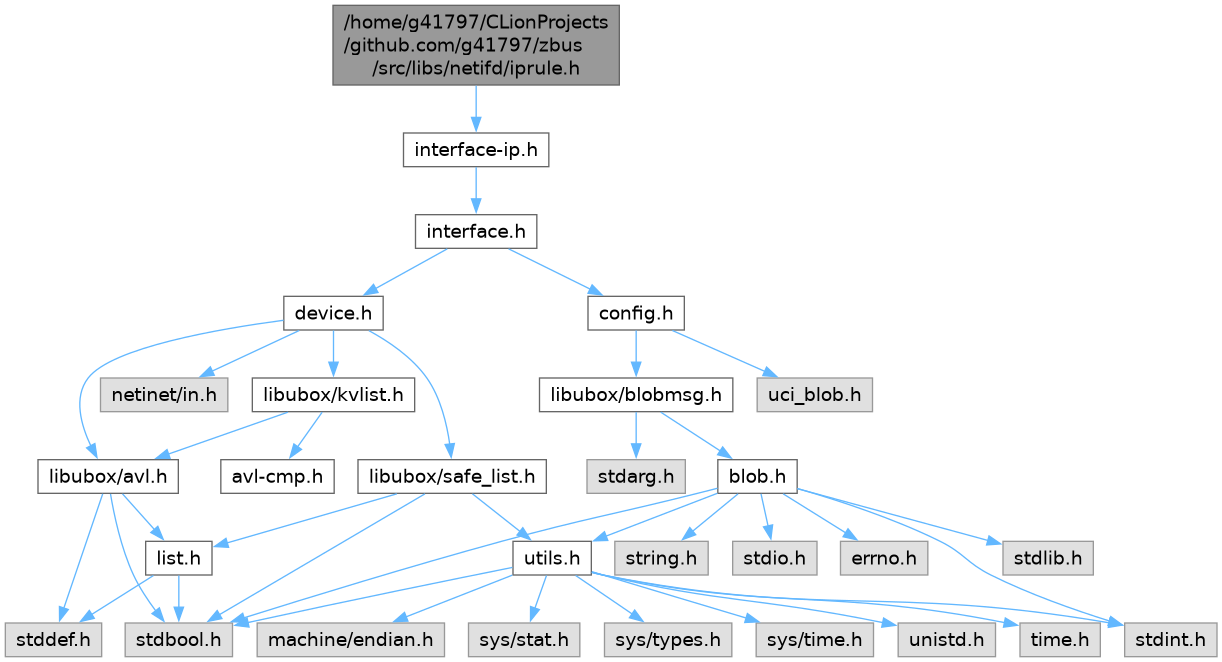 /home/g41797/CLionProjects
/github.com/g41797/zbus
/src/libs/netifd/iprule.h
interface-ip.h
interface.h
device.h
config.h
netinet/in.h
libubox/kvlist.h
libubox/blobmsg.h
uci_blob.h
libubox/avl.h
avl-cmp.h
libubox/safe_list.h
stdarg.h
blob.h
list.h
utils.h
string.h
stdio.h
errno.h
stdlib.h
stddef.h
stdbool.h
machine/endian.h
sys/stat.h
sys/types.h
sys/time.h
unistd.h
time.h
stdint.h